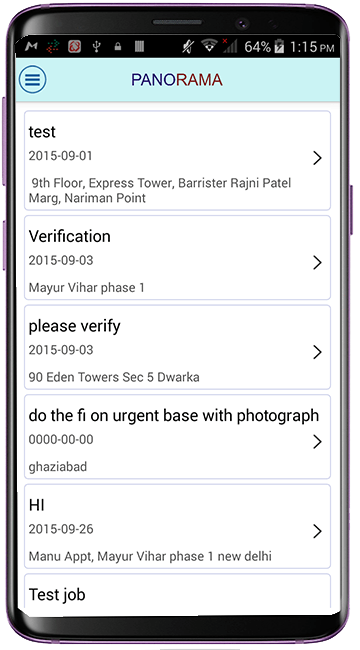 64% 1:15 PM
PANORAMA
test
2015-09-01
9th Floor, Express Tower, Barrister Rajni Patel
Marg, Nariman Point
Verification
2015-09-03
Mayur Vihar phase 1
please verify
2015-09-03
90 Eden Towers Sec 5 Dwarka
do the fi on urgent base with photograph
0000-00-00
ghaziabad
HI
2015-09-26
Manu Appt, Mayur Vihar phase 1 new delhi
Test job